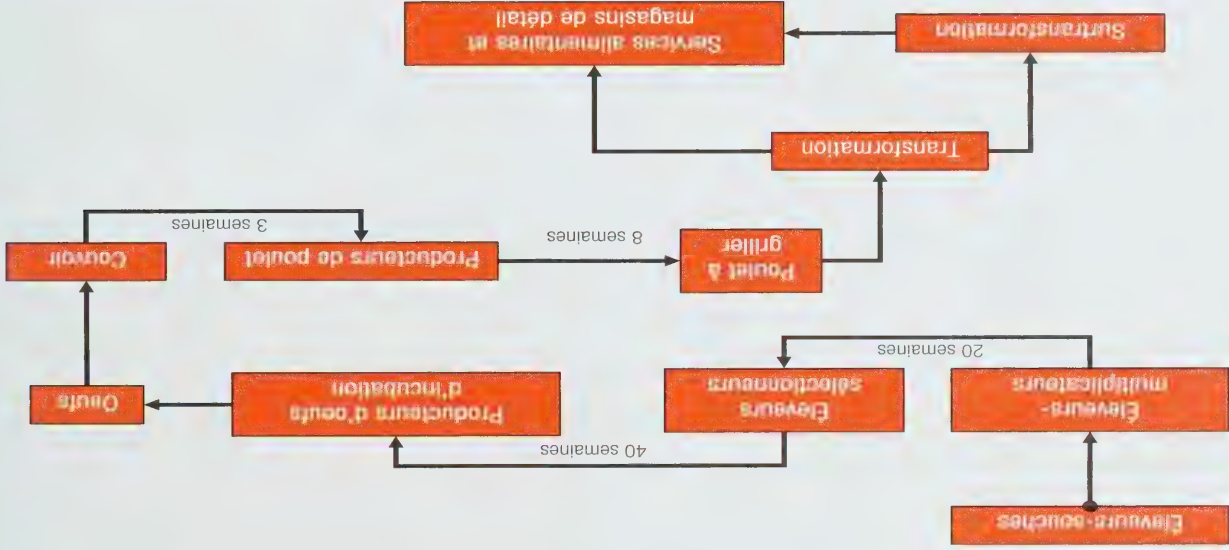 Éleveurs-souches
Éleveurs-
multiplicateurs
20 semaines
Éleveurs
sélectionneurs
40 semaines
Producteurs d'oeufs
d'incubation
Oeufs
Couvoir
3 semaines
Producteurs de poulet
8 semaines
Poulet à
griller
Transformation
Surtransformation
Services alimentaires et
magasins de détail